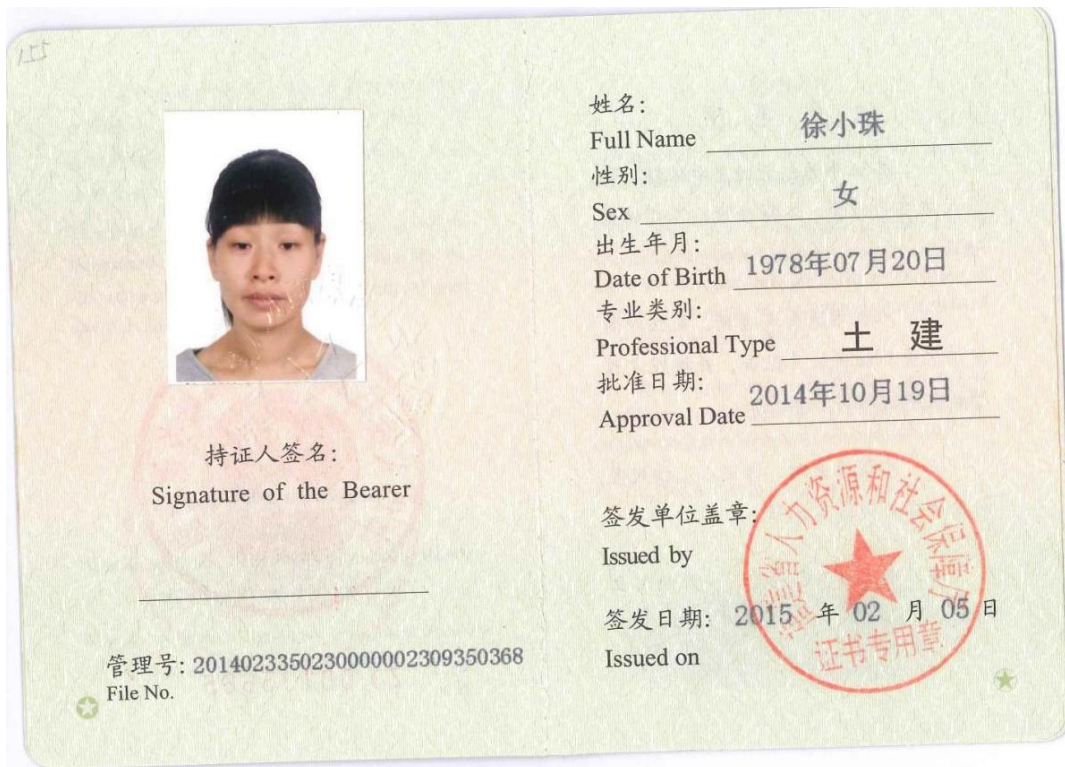 155
持证人签名:
Signature of the Bearer
管理号: 2014023350230000002309350368
File No.
姓名:
Full Name 徐小珠
性别:
Sex 女
出生年月:
Date of Birth 1978年07月20日
专业类别:
Professional Type 土 建
批准日期:
Approval Date 2014年10月19日
签发单位盖章:
Issued by
福建省人力资源和社会保障厅
证书专用章
签发日期: 2015 年 02 月 05 日
Issued on